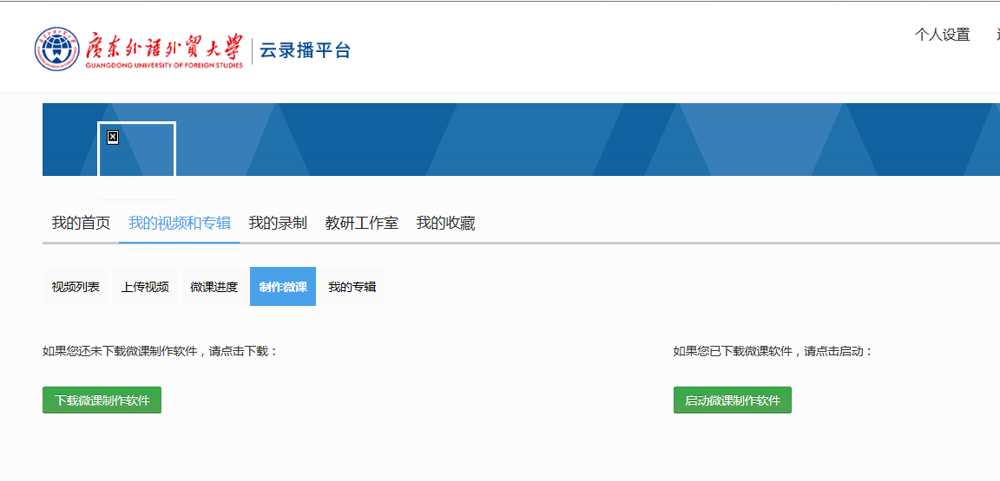 廣东外语外贸大学
GUANGDONG UNIVERSITY OF FOREIGN STUDIES
云录播平台
个人设置
我的首页 我的视频和专辑 我的录制 教研工作室 我的收藏
视频列表 上传视频 微课进度 制作微课 我的专辑
如果您还未下载微课制作软件，请点击下载： 如果您已下载微课软件，请点击启动：
下载微课制作软件 启动微课制作软件